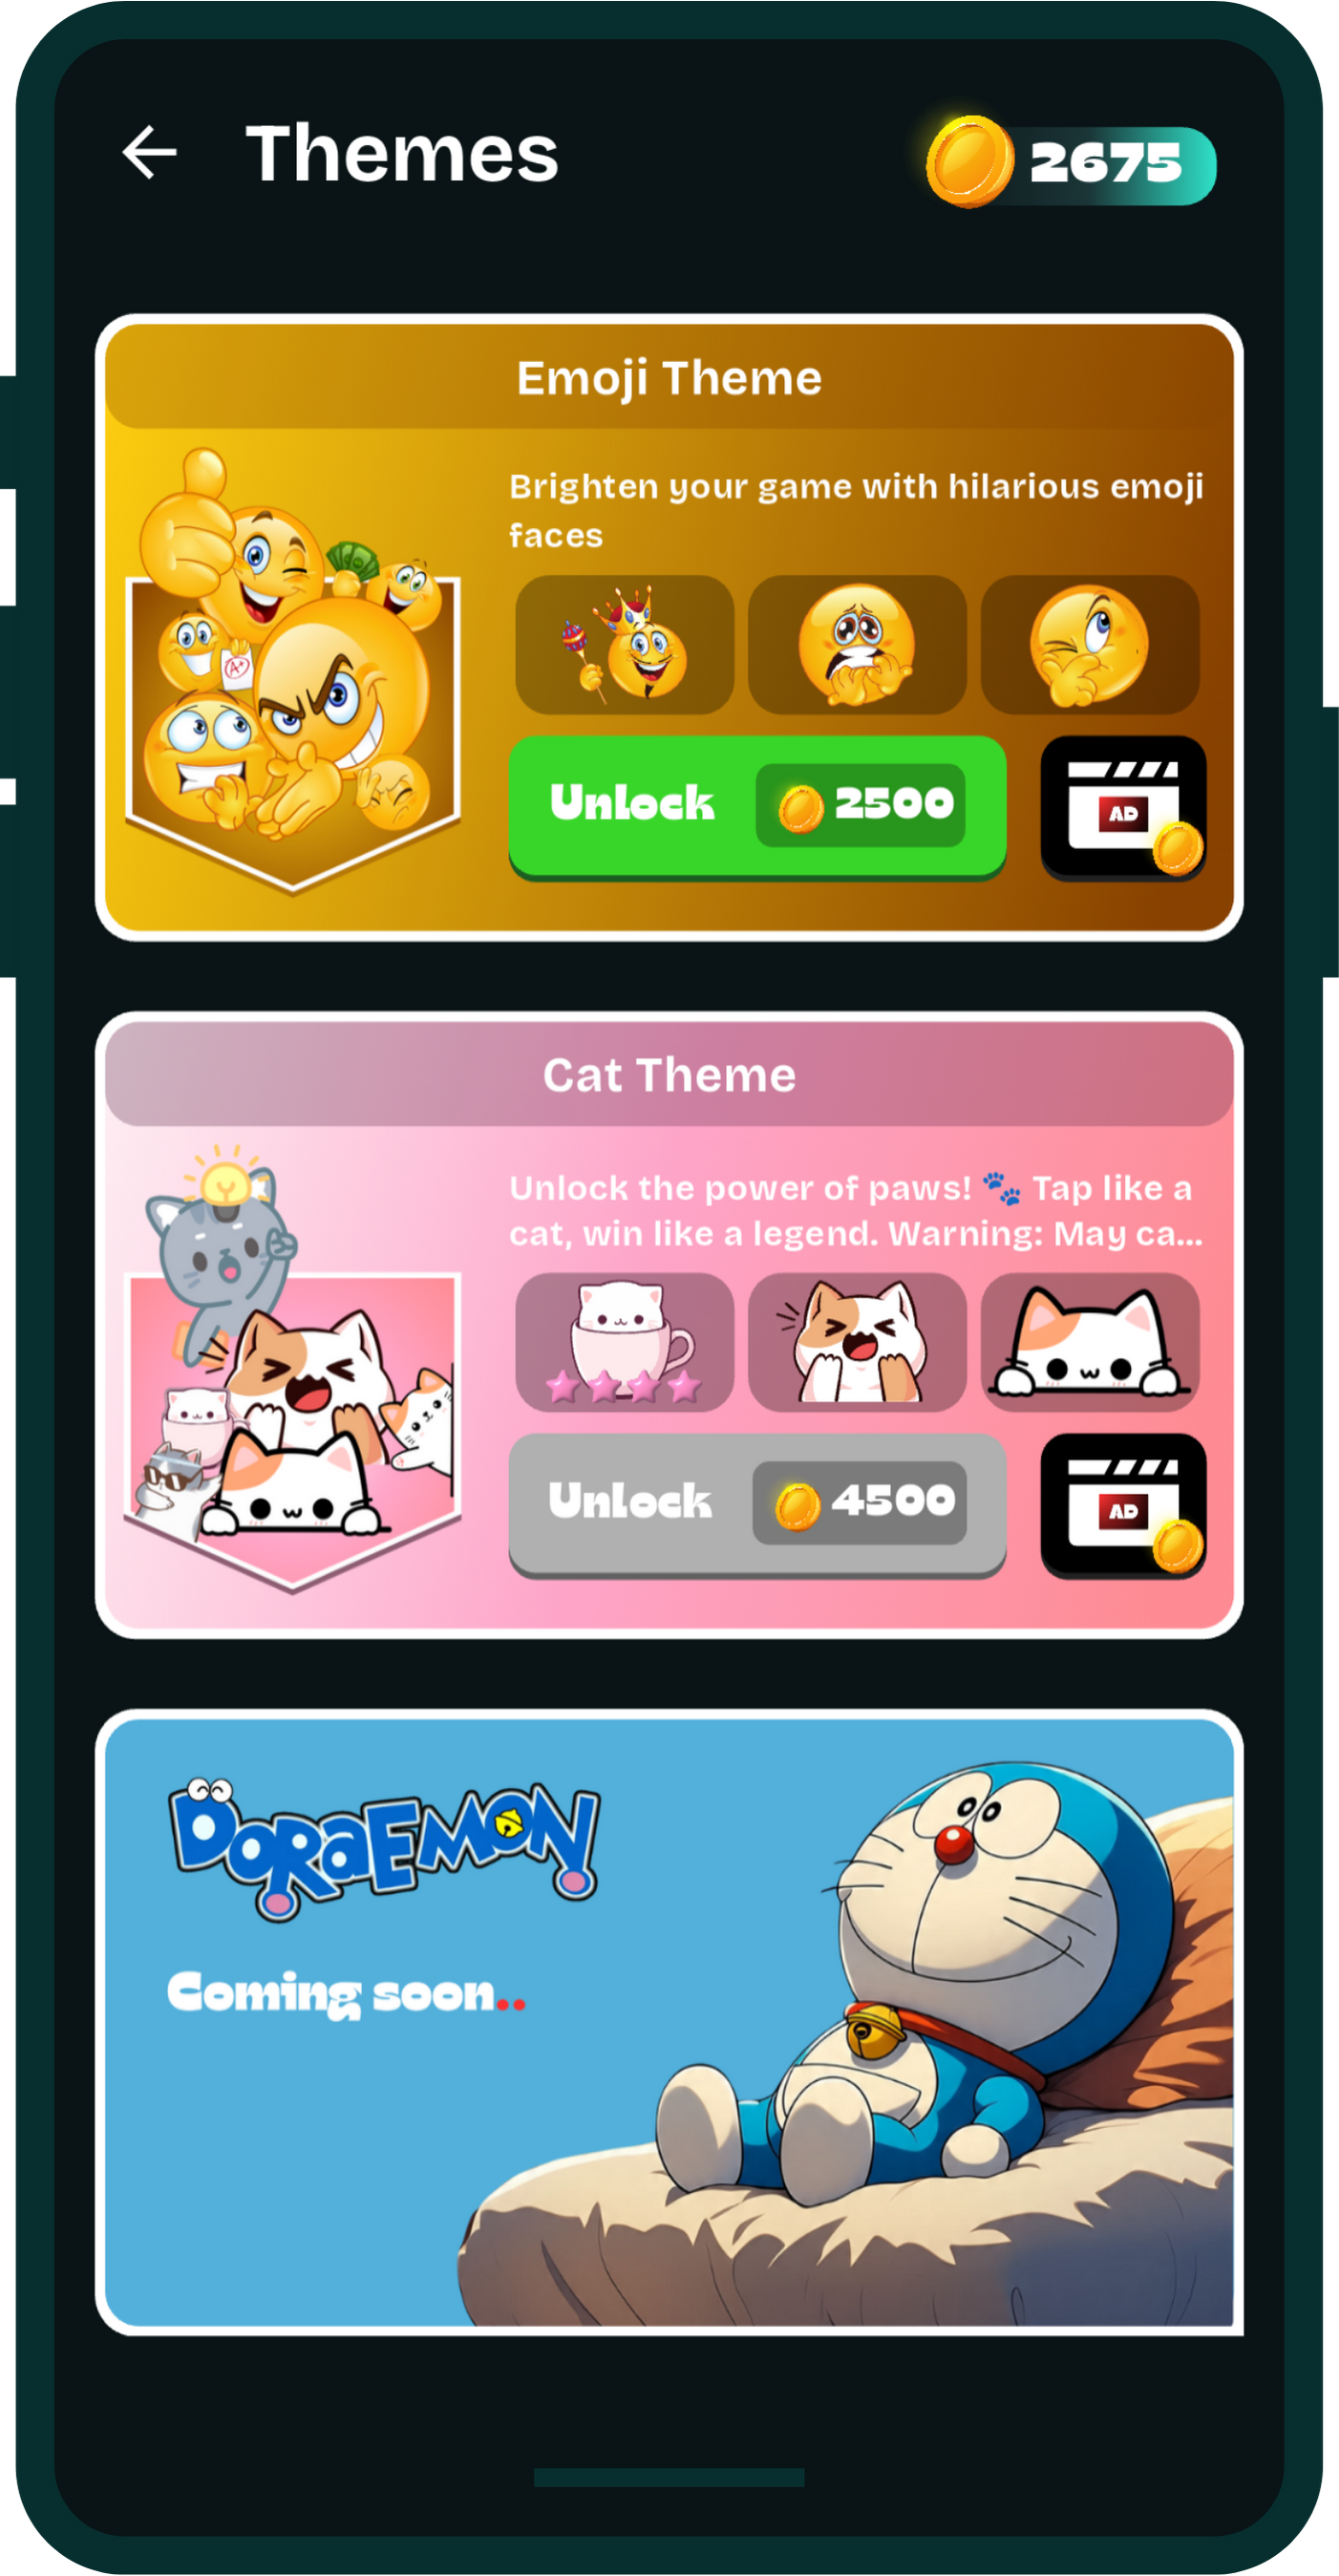 Themes
2675
Emoji Theme
Brighten your game with hilarious emoji
faces
A+
Unlock 2500
AD
Cat Theme
Unlock the power of paws! 🐾 Tap like a
cat, win like a legend. Warning: May ca...
Unlock 4500
AD
DORAEMON
Coming soon..